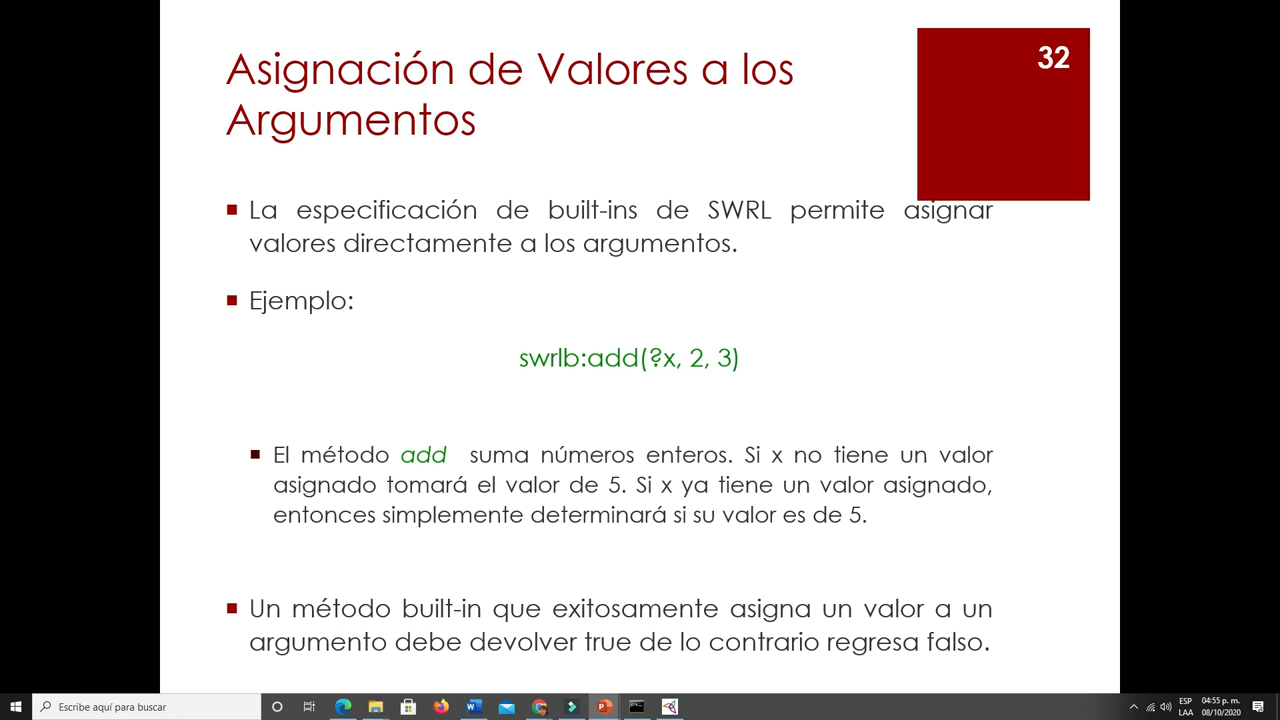 Asignación de Valores a los
Argumentos
32
La especificación de built-ins de SWRL permite asignar
valores directamente a los argumentos.
Ejemplo:
swrlb:add(?x, 2, 3)
El método add suma números enteros. Si x no tiene un valor
asignado tomará el valor de 5. Si x ya tiene un valor asignado,
entonces simplemente determinará si su valor es de 5.
Un método built-in que exitosamente asigna un valor a un
argumento debe devolver true de lo contrario regresa falso.
Escribe aquí para buscar
ESP
LAA
04:55 p. m.
08/10/2020